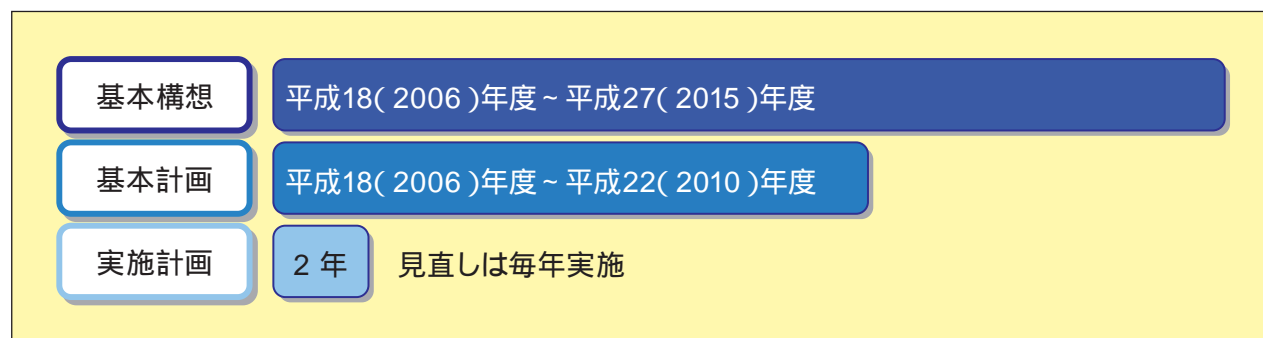 基本構想 平成18(2006)年度~平成27(2015)年度
基本計画 平成18(2006)年度~平成22(2010)年度
実施計画 2年 見直しは毎年実施